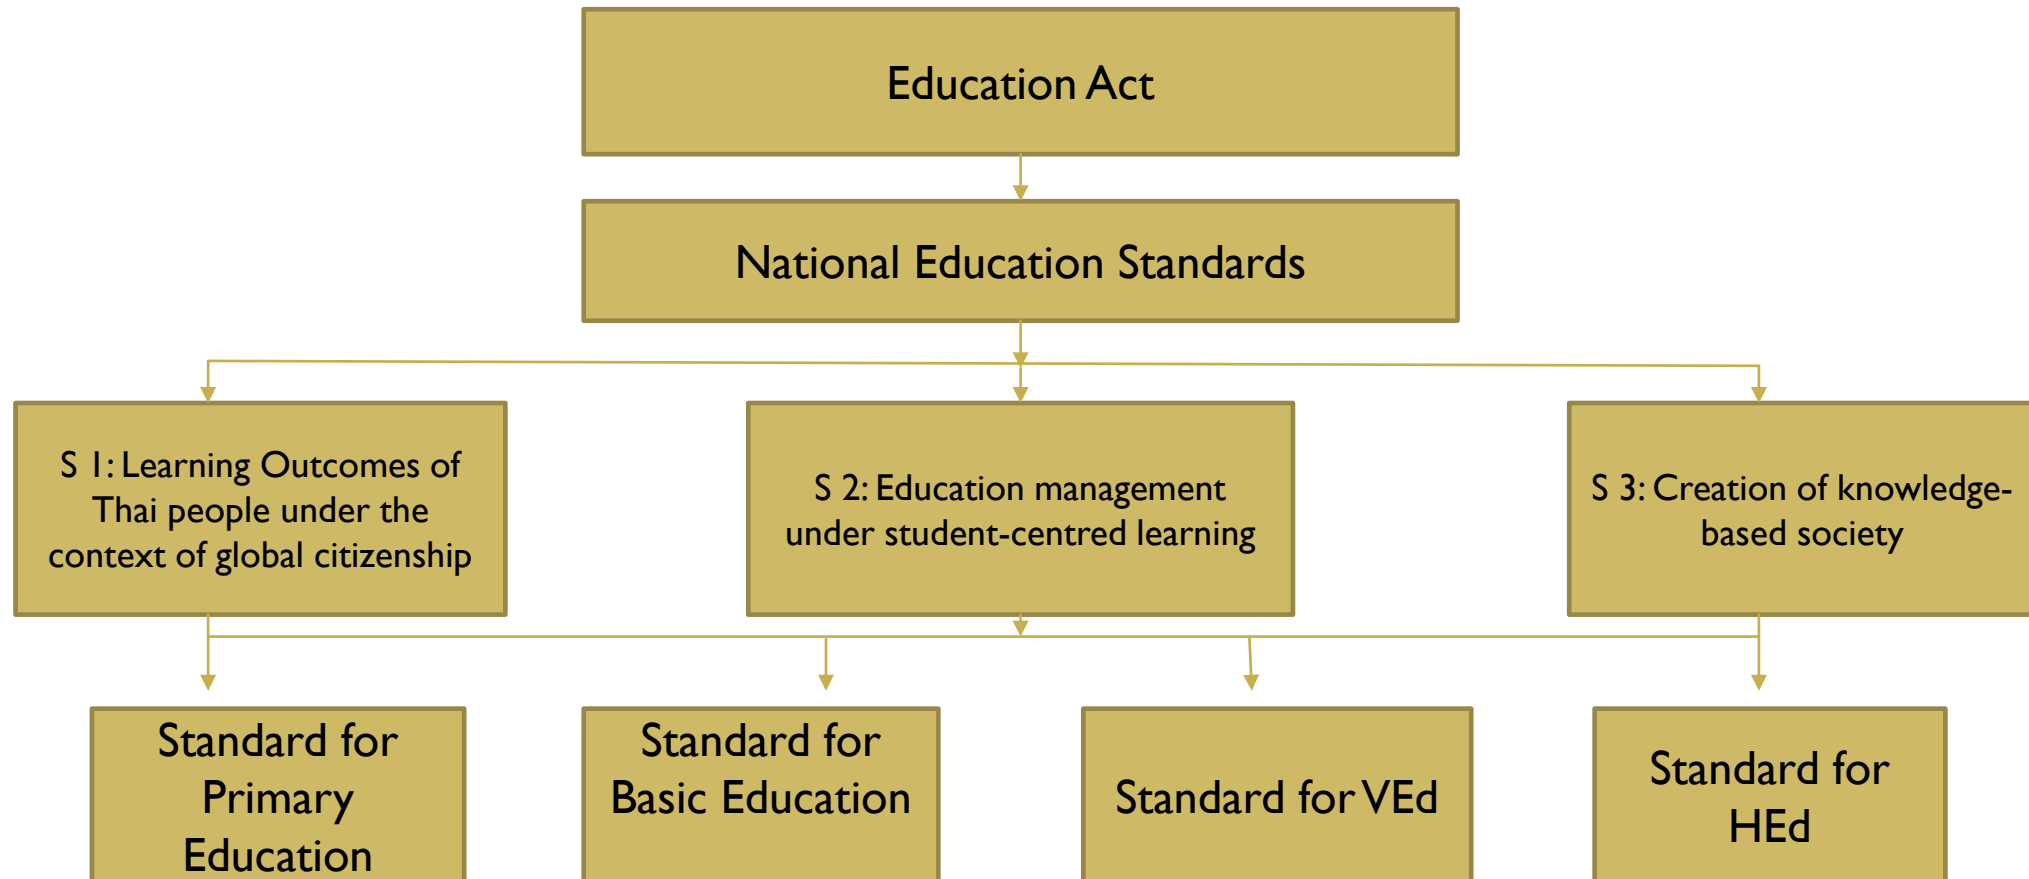 Education Act
National Education Standards
S 1: Learning Outcomes of
Thai people under the
context of global citizenship
S 2: Education management
under student-centred learning
S 3: Creation of knowledge-
based society
Standard for
Primary
Education
Standard for
Basic Education
Standard for VEd
Standard for
HEd